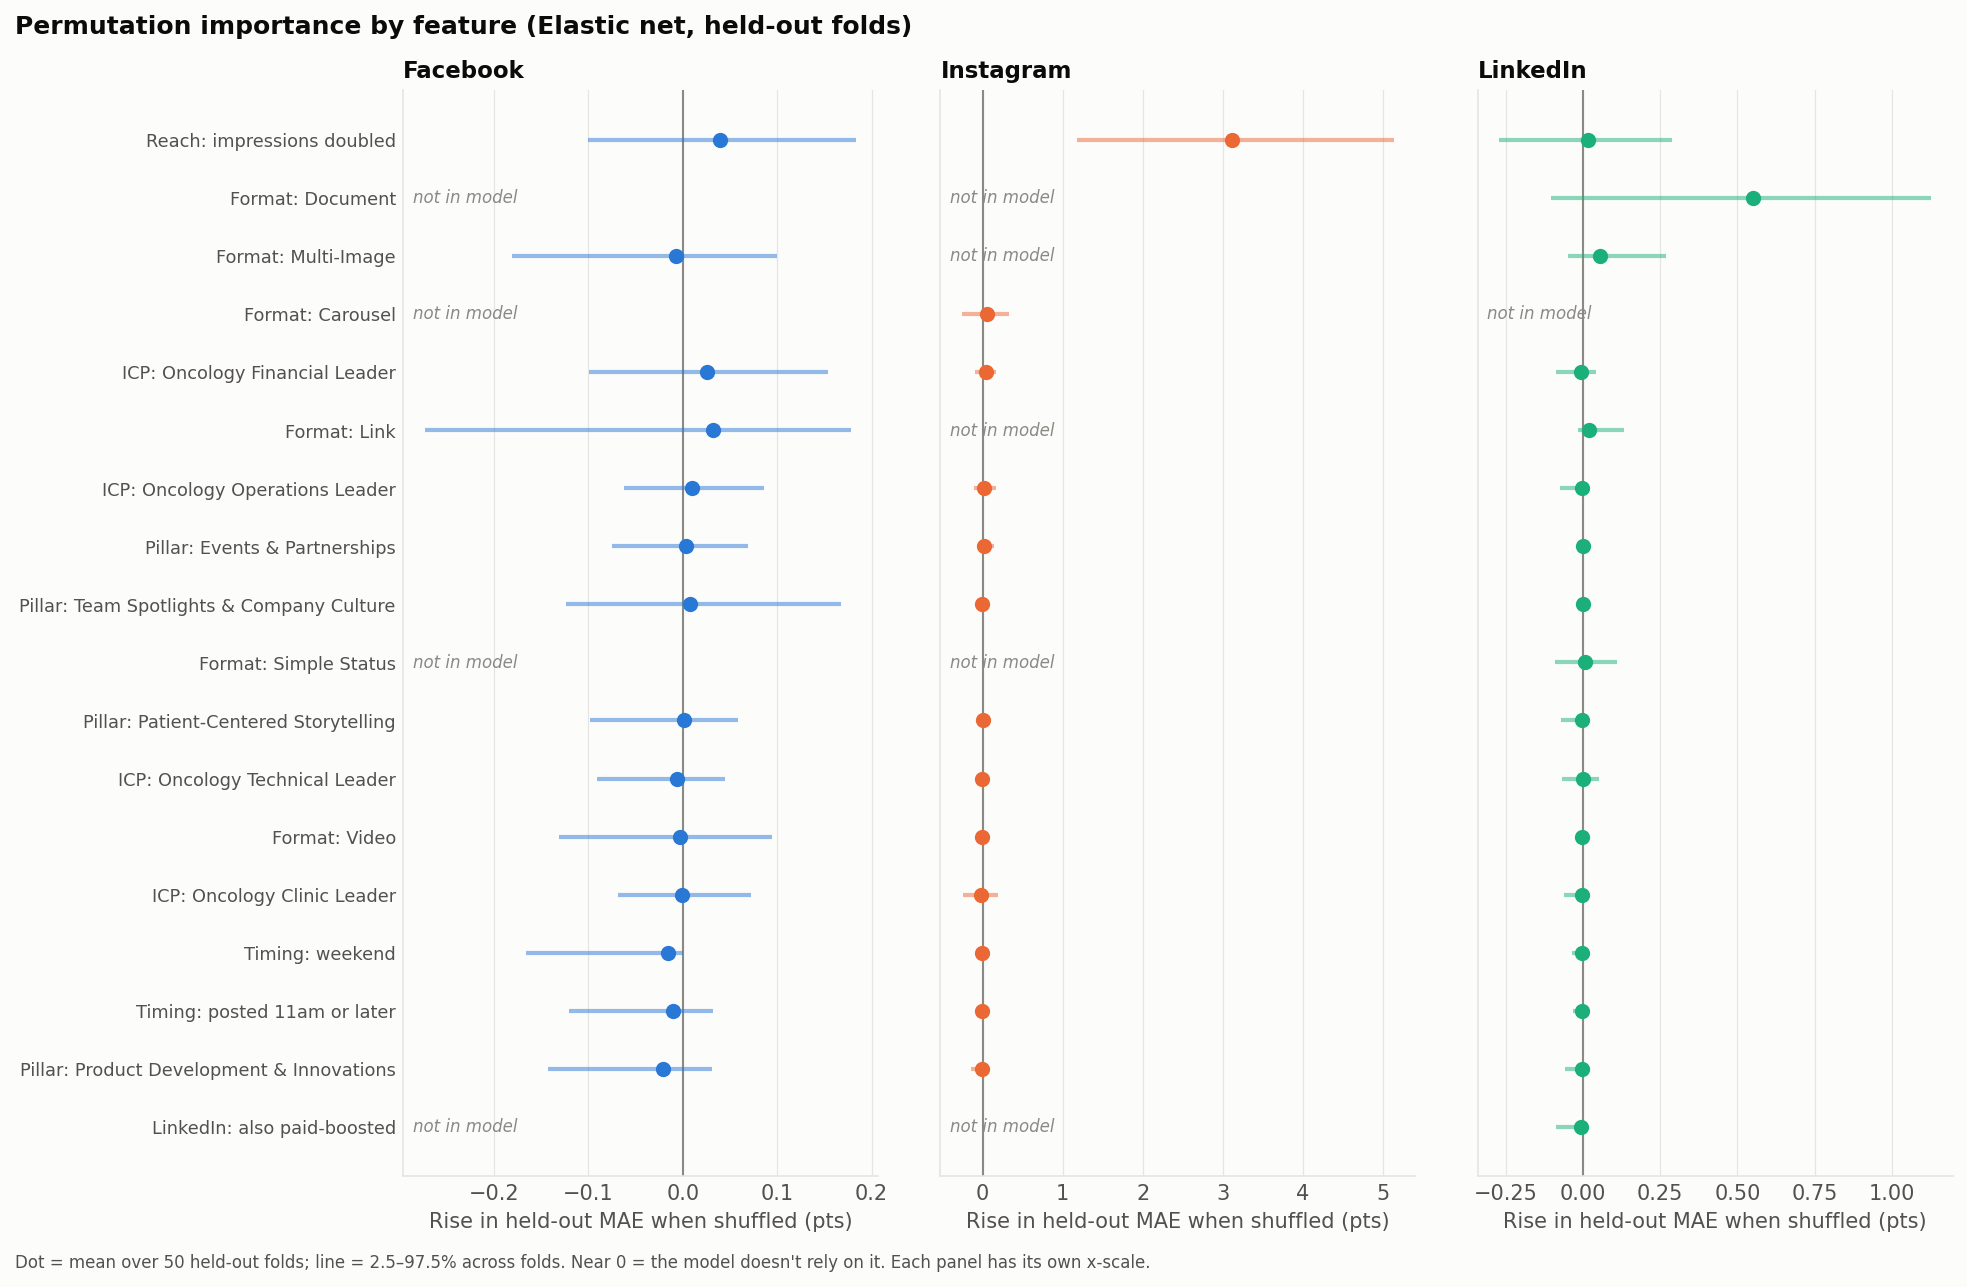 Permutation importance by feature (Elastic net, held-out folds)
Facebook
Instagram
LinkedIn
Reach: impressions doubled
Format: Document
not in model
not in model
Format: Multi-Image
not in model
Format: Carousel
not in model
not in model
ICP: Oncology Financial Leader
Format: Link
not in model
ICP: Oncology Operations Leader
Pillar: Events & Partnerships
Pillar: Team Spotlights & Company Culture
Format: Simple Status
not in model
not in model
Pillar: Patient-Centered Storytelling
ICP: Oncology Technical Leader
Format: Video
ICP: Oncology Clinic Leader
Timing: weekend
Timing: posted 11am or later
Pillar: Product Development & Innovations
LinkedIn: also paid-boosted
not in model
not in model
−0.2 −0.1 0.0 0.1 0.2
0 1 2 3 4 5
−0.25 0.00 0.25 0.50 0.75 1.00
Rise in held-out MAE when shuffled (pts)
Rise in held-out MAE when shuffled (pts)
Rise in held-out MAE when shuffled (pts)
Dot = mean over 50 held-out folds; line = 2.5–97.5% across folds. Near 0 = the model doesn't rely on it. Each panel has its own x-scale.